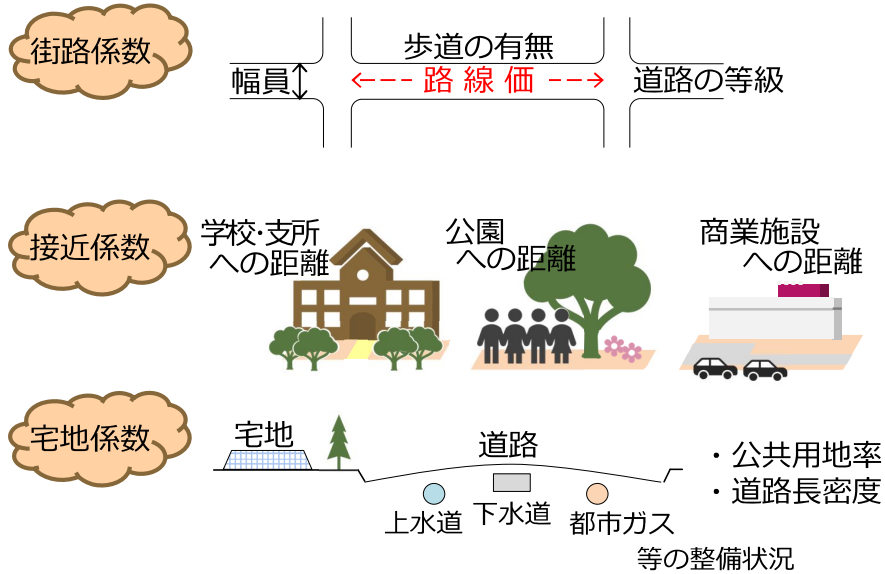 街路係数
歩道の有無
幅員
路線価
道路の等級
接近係数
学校・支所
への距離
公園
への距離
商業施設
への距離
宅地係数
宅地
道路
・公共用地率
・道路長密度
上水道
下水道
都市ガス
等の整備状況